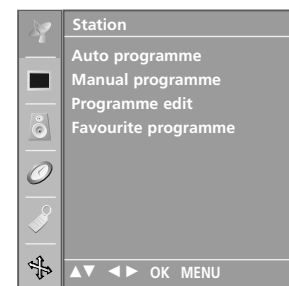 Station
Auto programme
Manual programme
Programme edit
Favourite programme
▲▼ ◄► OK MENU